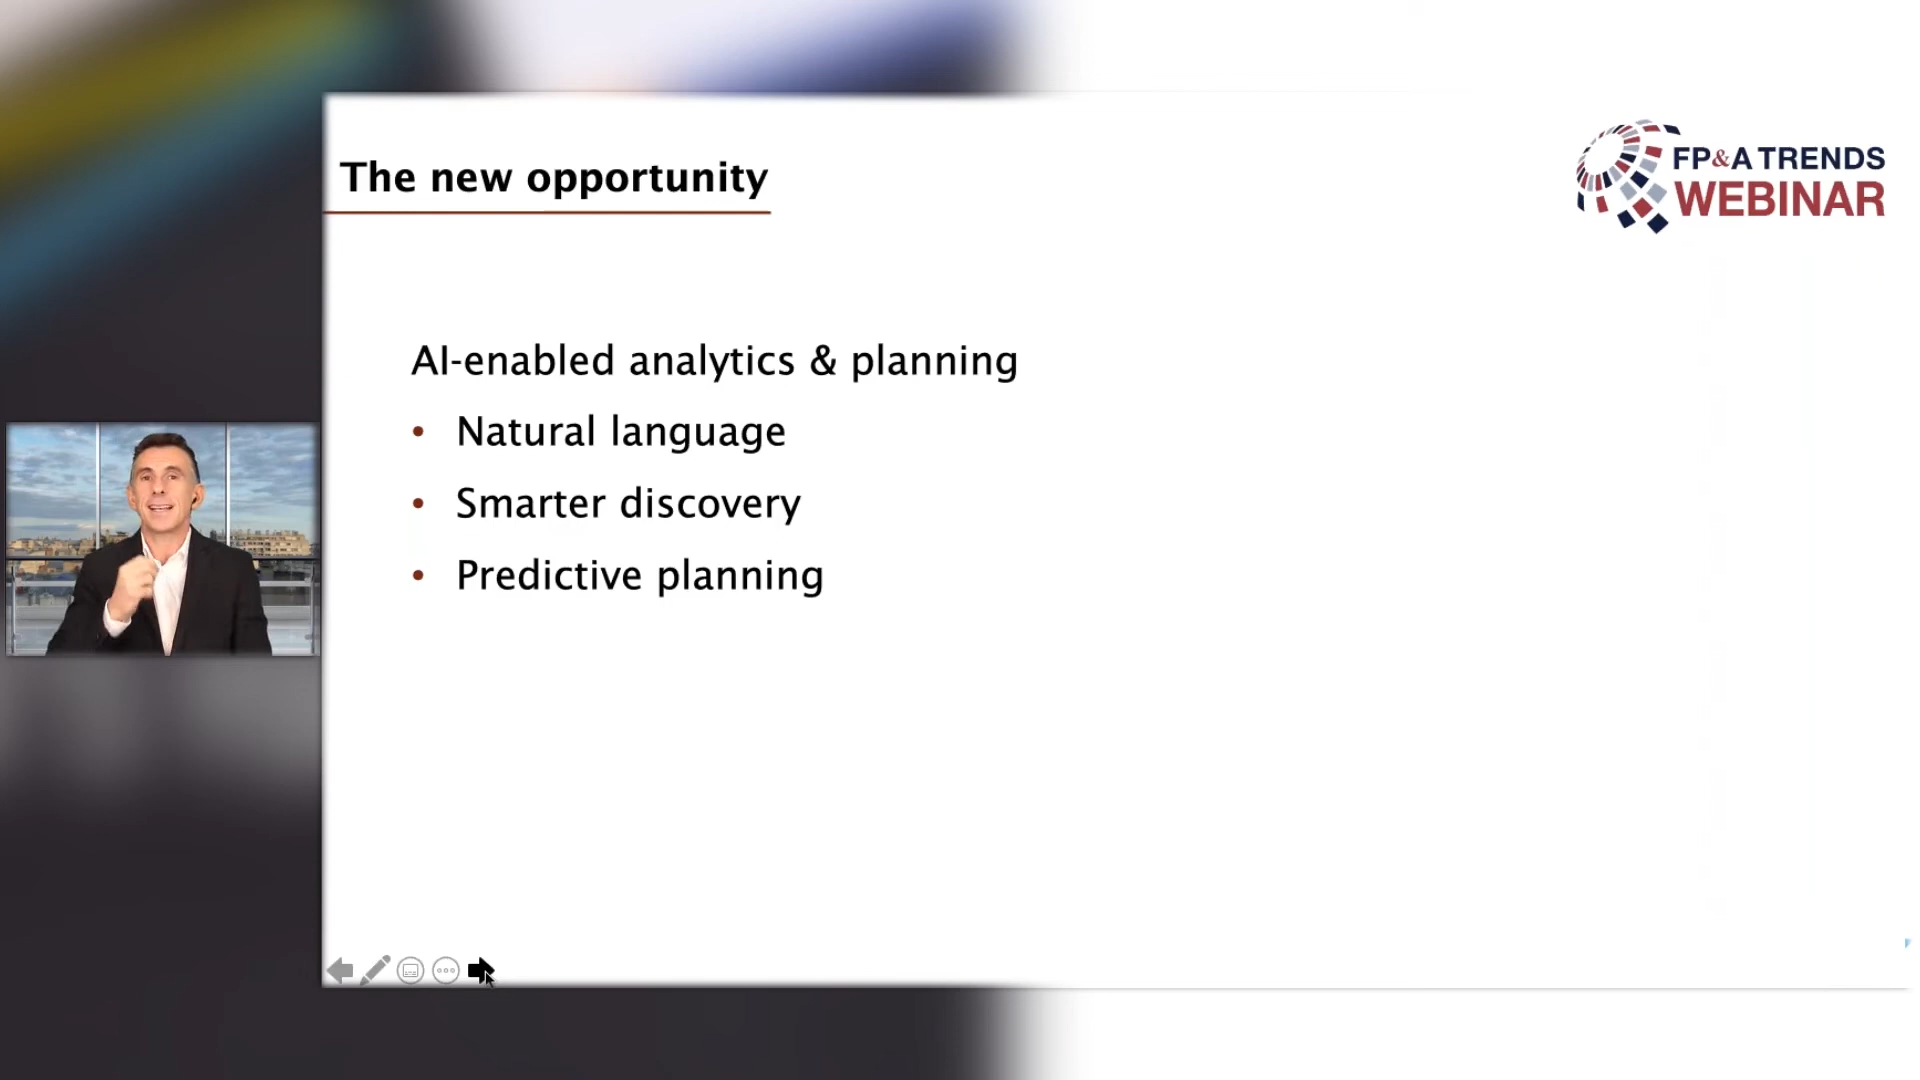 The new opportunity
FP&A TRENDS
WEBINAR
AI-enabled analytics & planning
• Natural language
• Smarter discovery
• Predictive planning